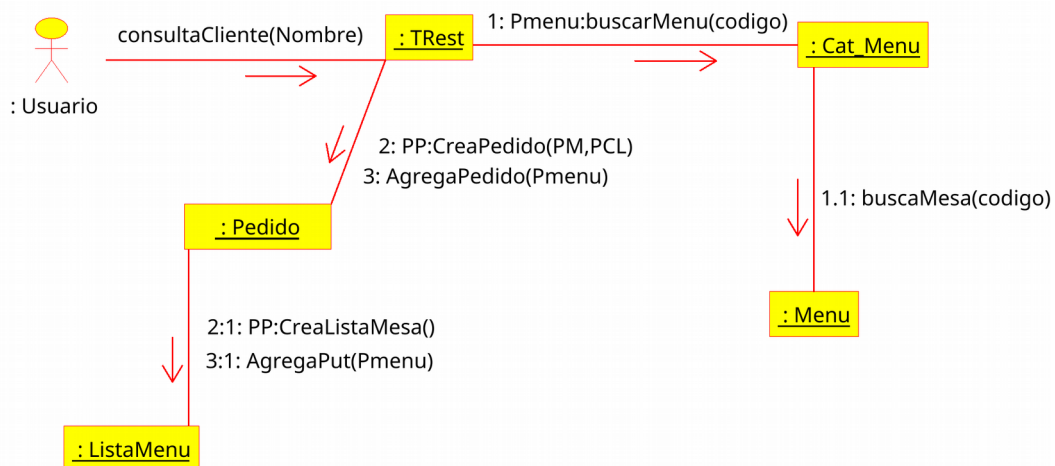 consultaCliente(Nombre)
: TRest
1: Pmenu:buscarMenu(codigo)
: Cat_Menu
: Usuario
2: PP:CreaPedido(PM,PCL)
3: AgregaPedido(Pmenu)
1.1: buscaMesa(codigo)
: Pedido
: Menu
2:1: PP:CreaListaMesa()
3:1: AgregaPut(Pmenu)
: ListaMenu